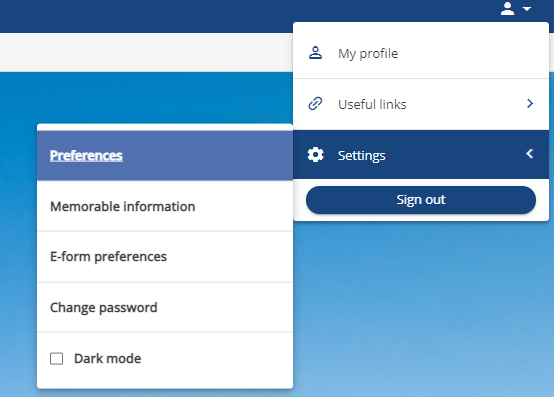 My profile
Useful links
Settings
Sign out
Preferences
Memorable information
E-form preferences
Change password
Dark mode